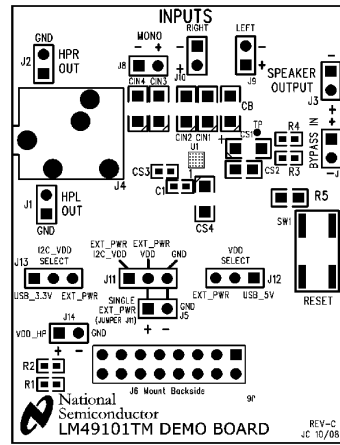 INPUTS
GND
HPR
OUT
J2
MONO
- +
J8
CIN4 CIN3
RIGHT
- +
J10
LEFT
+ -
J9
SPEAKER
OUTPUT
-
J3
+
+
BYPASS IN
-
CB
CIN2 CIN1
TP
+ CS1
R4
R3
CS2
U1
CS3
C1
CS4
J4
J1
HPL
OUT
GND
R5
SW1
RESET
J13
I2C_VDD
SELECT
USB_3.3V EXT_PWR
EXT_PWR
I2C_VDD VDD GND
J11
VDD
SELECT
J12
EXT_PWR USB_5V
SINGLE
EXT_PWR
(JUMPER J11)
GND
J5
+ -
J14
GND
VDD_HP
+ -
R2
R1
J6 Mount Backside
J6
National
Semiconductor
LM49101TM DEMO BOARD
REV-C
JC 10/08